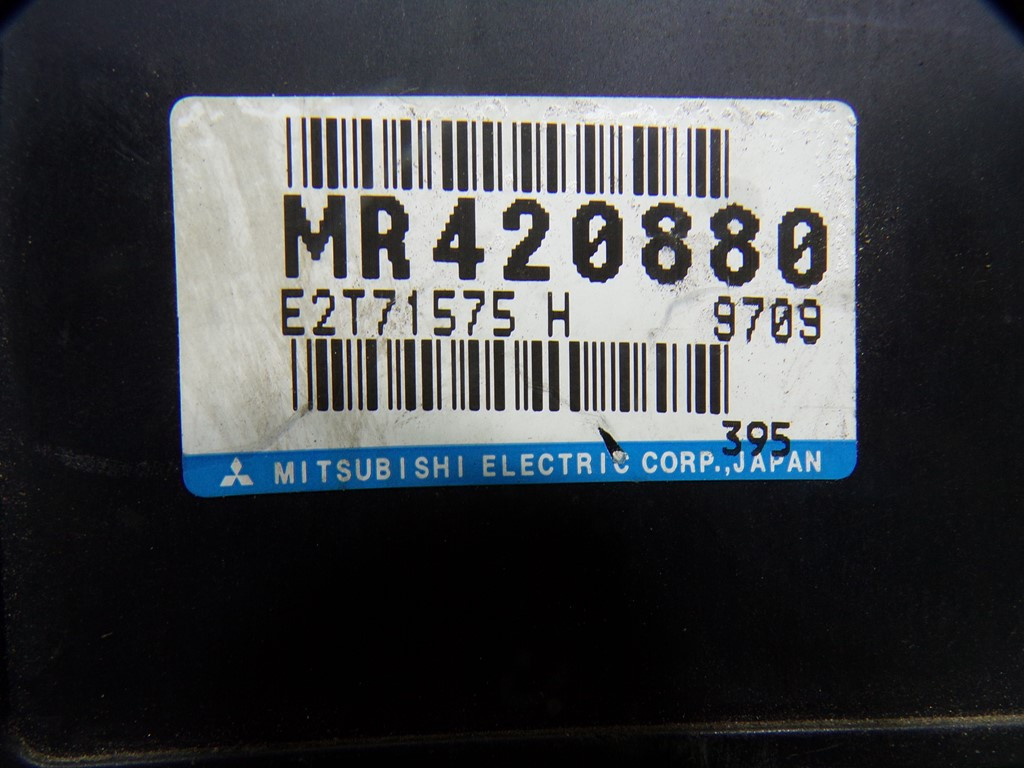 MR420880
E2T71575 H 9709
395
MITSUBISHI ELECTRIC CORP.,JAPAN